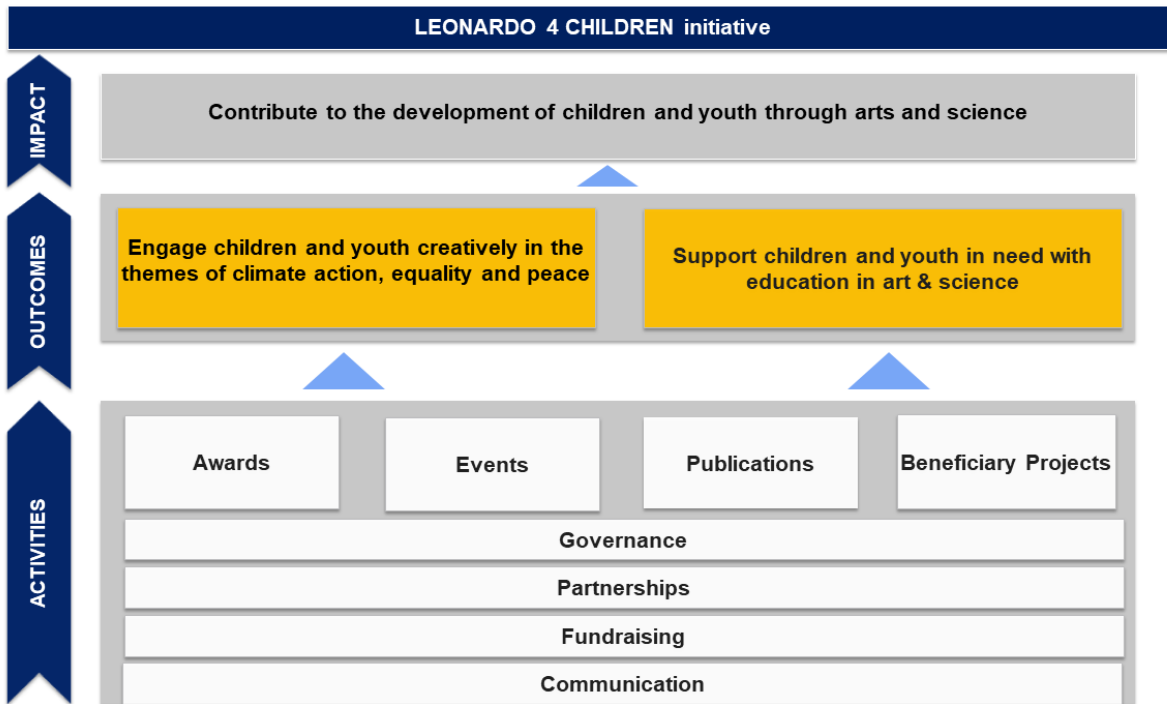 LEONARDO 4 CHILDREN initiative
IMPACT
Contribute to the development of children and youth through arts and science
OUTCOMES
Engage children and youth creatively in the
themes of climate action, equality and peace
Support children and youth in need with
education in art & science
ACTIVITIES
Awards
Events
Publications
Beneficiary Projects
Governance
Partnerships
Fundraising
Communication